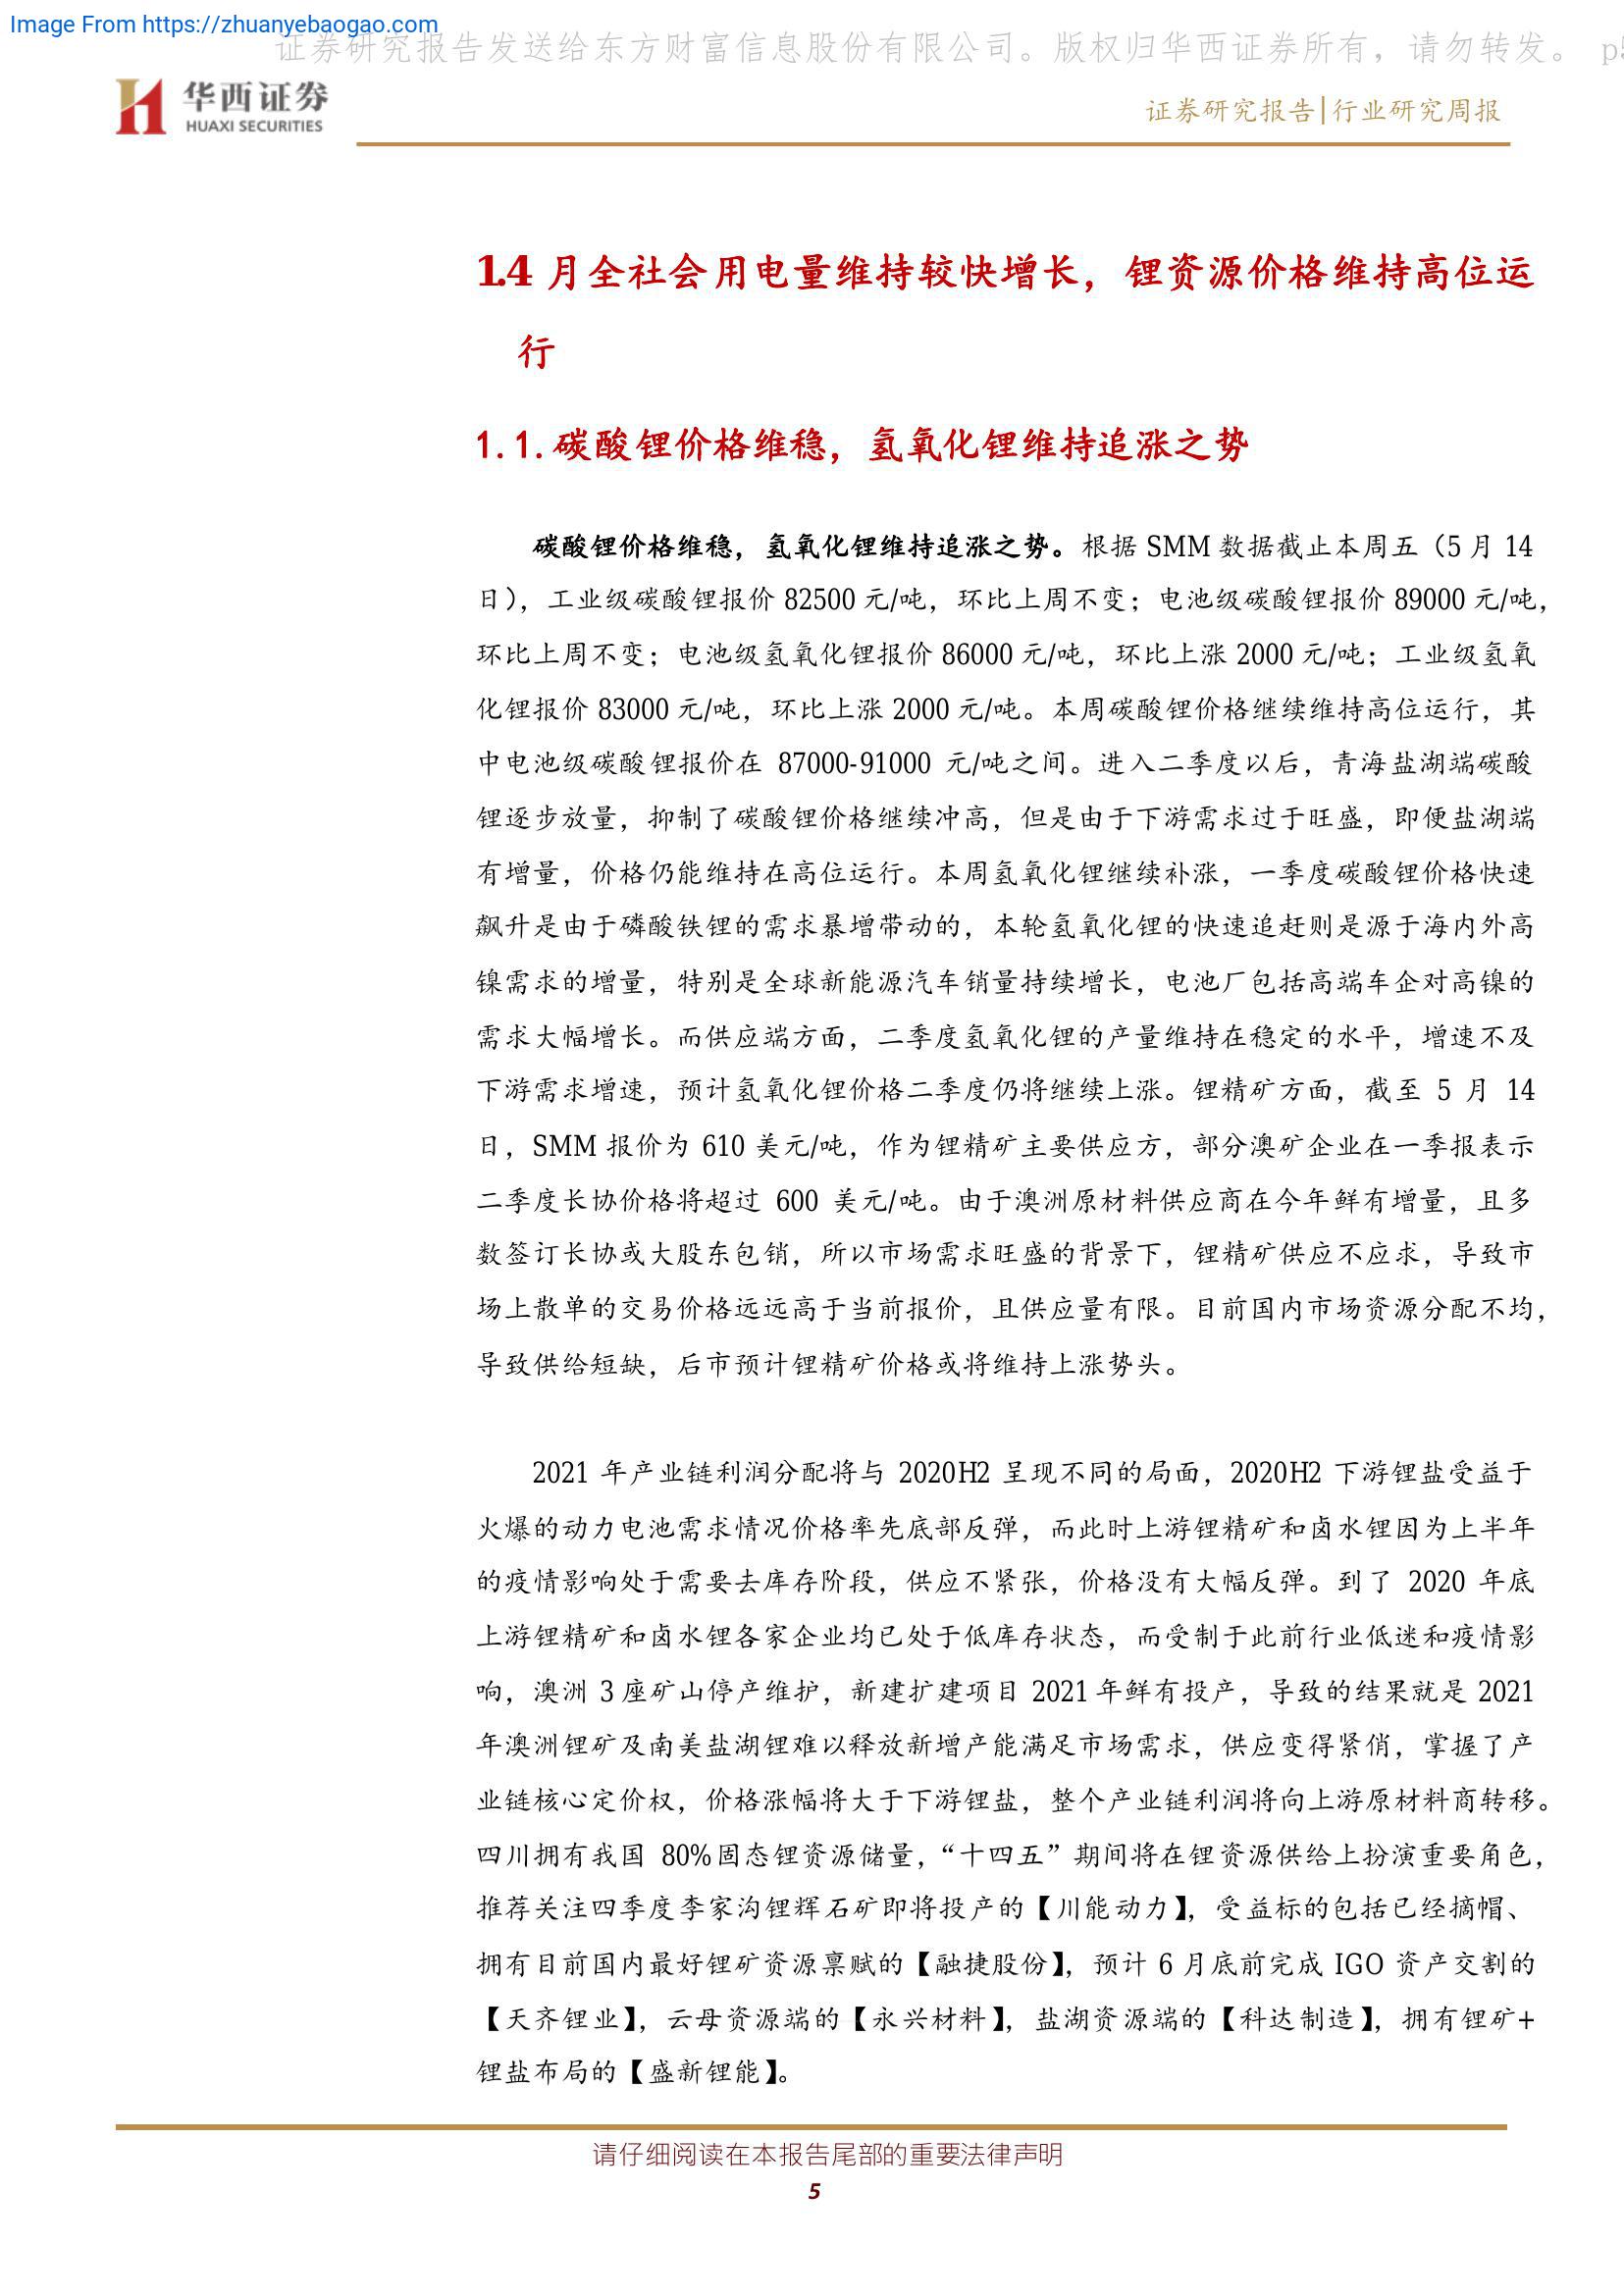 Image From https://zhuanyebaogao.com
证券研究报告发送给东方财富信息股份有限公司。版权归华西证券所有，请勿转发。 p5
华西证券
HUAXI SECURITIES
证券研究报告|行业研究周报
1.4 月全社会用电量维持较快增长，锂资源价格维持高位运
行
1.1.碳酸锂价格维稳，氢氧化锂维持追涨之势
碳酸锂价格维稳，氢氧化锂维持追涨之势。根据 SMM 数据截止本周五（5 月 14
日），工业级碳酸锂报价 82500 元/吨，环比上周不变；电池级碳酸锂报价 89000 元/吨，
环比上周不变；电池级氢氧化锂报价 86000 元/吨，环比上涨 2000 元/吨；工业级氢氧
化锂报价 83000 元/吨，环比上涨 2000 元/吨。本周碳酸锂价格继续维持高位运行，其
中电池级碳酸锂报价在 87000-91000 元/吨之间。进入二季度以后，青海盐湖端碳酸
锂逐步放量，抑制了碳酸锂价格继续冲高，但是由于下游需求过于旺盛，即便盐湖端
有增量，价格仍能维持在高位运行。本周氢氧化锂继续补涨，一季度碳酸锂价格快速
飙升是由于磷酸铁锂的需求暴增带动的，本轮氢氧化锂的快速追赶则是源于海内外高
镍需求的增量，特别是全球新能源汽车销量持续增长，电池厂包括高端车企对高镍的
需求大幅增长。而供应端方面，二季度氢氧化锂的产量维持在稳定的水平，增速不及
下游需求增速，预计氢氧化锂价格二季度仍将继续上涨。锂精矿方面，截至 5 月 14
日，SMM 报价为 610 美元/吨，作为锂精矿主要供应方，部分澳矿企业在一季报表示
二季度长协价格将超过 600 美元/吨。由于澳洲原材料供应商在今年鲜有增量，且多
数签订长协或大股东包销，所以市场需求旺盛的背景下，锂精矿供应不应求，导致市
场上散单的交易价格远远高于当前报价，且供应量有限。目前国内市场资源分配不均，
导致供给短缺，后市预计锂精矿价格或将维持上涨势头。
2021 年产业链利润分配将与 2020H2 呈现不同的局面，2020H2 下游锂盐受益于
火爆的动力电池需求情况价格率先底部反弹，而此时上游锂精矿和卤水锂因为上半年
的疫情影响处于需要去库存阶段，供应不紧张，价格没有大幅反弹。到了 2020 年底
上游锂精矿和卤水锂各家企业均已处于低库存状态，而受制于此前行业低迷和疫情影
响，澳洲 3 座矿山停产维护，新建扩建项目 2021 年鲜有投产，导致的结果就是 2021
年澳洲锂矿及南美盐湖锂难以释放新增产能满足市场需求，供应变得紧俏，掌握了产
业链核心定价权，价格涨幅将大于下游锂盐，整个产业链利润将向上游原材料商转移。
四川拥有我国 80%固态锂资源储量，“十四五”期间将在锂资源供给上扮演重要角色，
推荐关注四季度李家沟锂辉石矿即将投产的【川能动力】，受益标的包括已经摘帽、
拥有目前国内最好锂矿资源禀赋的【融捷股份】，预计 6 月底前完成 IGO 资产交割的
【天齐锂业】，云母资源端的【永兴材料】，盐湖资源端的【科达制造】，拥有锂矿+
锂盐布局的【盛新锂能】。
请仔细阅读在本报告尾部的重要法律声明
5